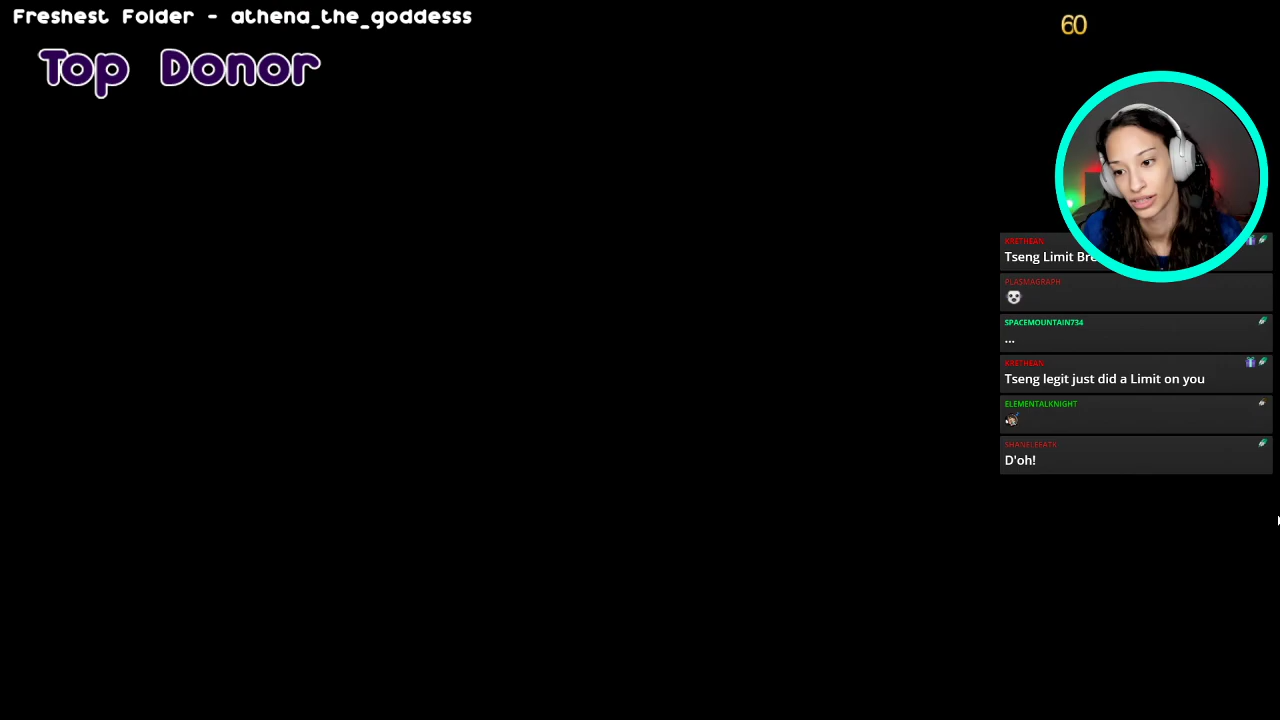 Freshest Folder - athena_the_goddesss
60
Top Donor
KRETHEAN
Tseng Limit Bre
PLASMAGRAPH
SPACEMOUNTAIN734
...
KRETHEAN
Tseng legit just did a Limit on you
ELEMENTALKNIGHT
SHANELEFATE
D'oh!